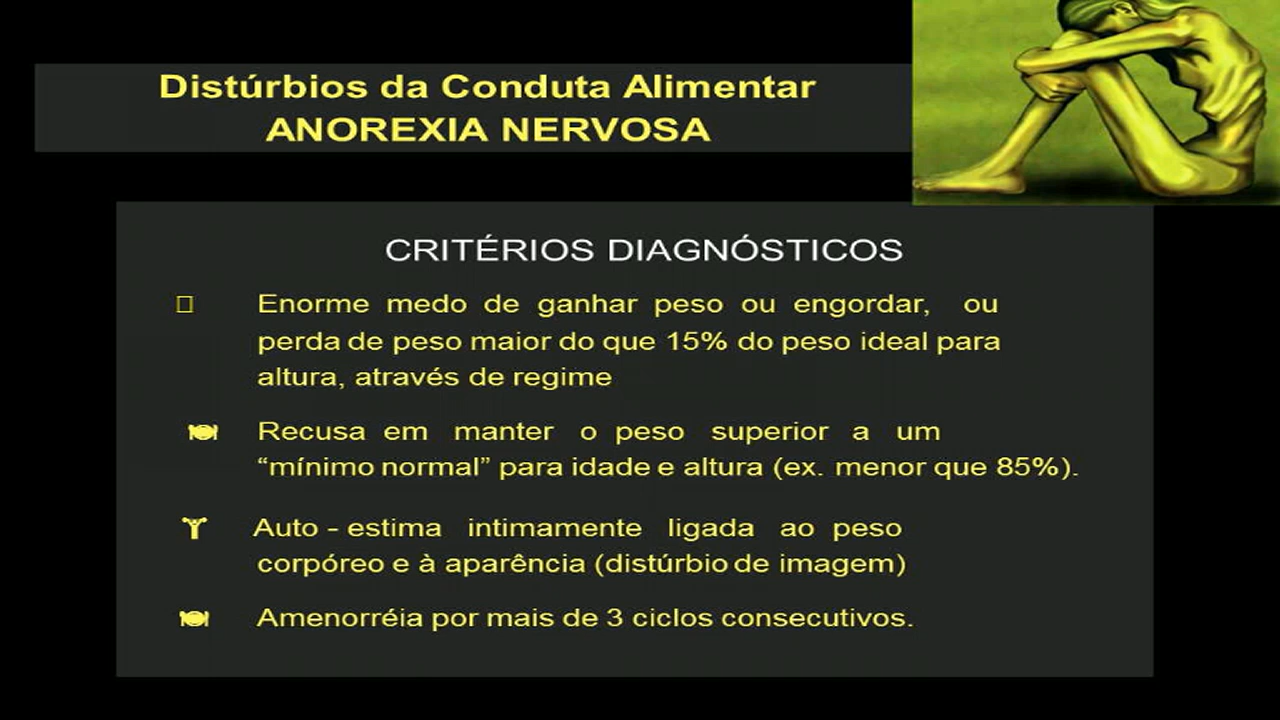 Distúrbios da Conduta Alimentar
ANOREXIA NERVOSA
CRITÉRIOS DIAGNÓSTICOS
Enorme medo de ganhar peso ou engordar, ou
perda de peso maior do que 15% do peso ideal para
altura, através de regime
Recusa em manter o peso superior a um
“mínimo normal” para idade e altura (ex. menor que 85%).
Auto - estima intimamente ligada ao peso
corpóreo e à aparência (distúrbio de imagem)
Amenorréia por mais de 3 ciclos consecutivos.